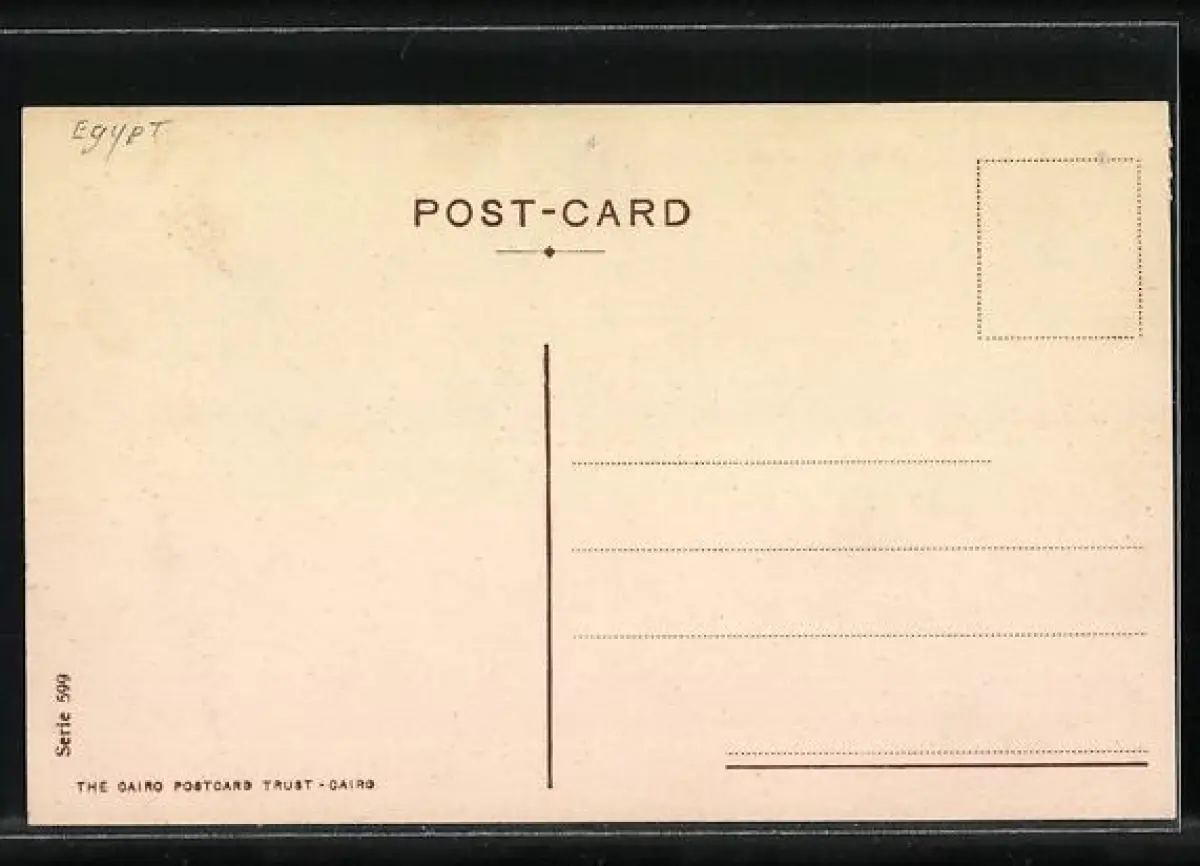 Egypt
POST-CARD
Serie 599
THE CAIRO POSTCARD TRUST - CAIRO